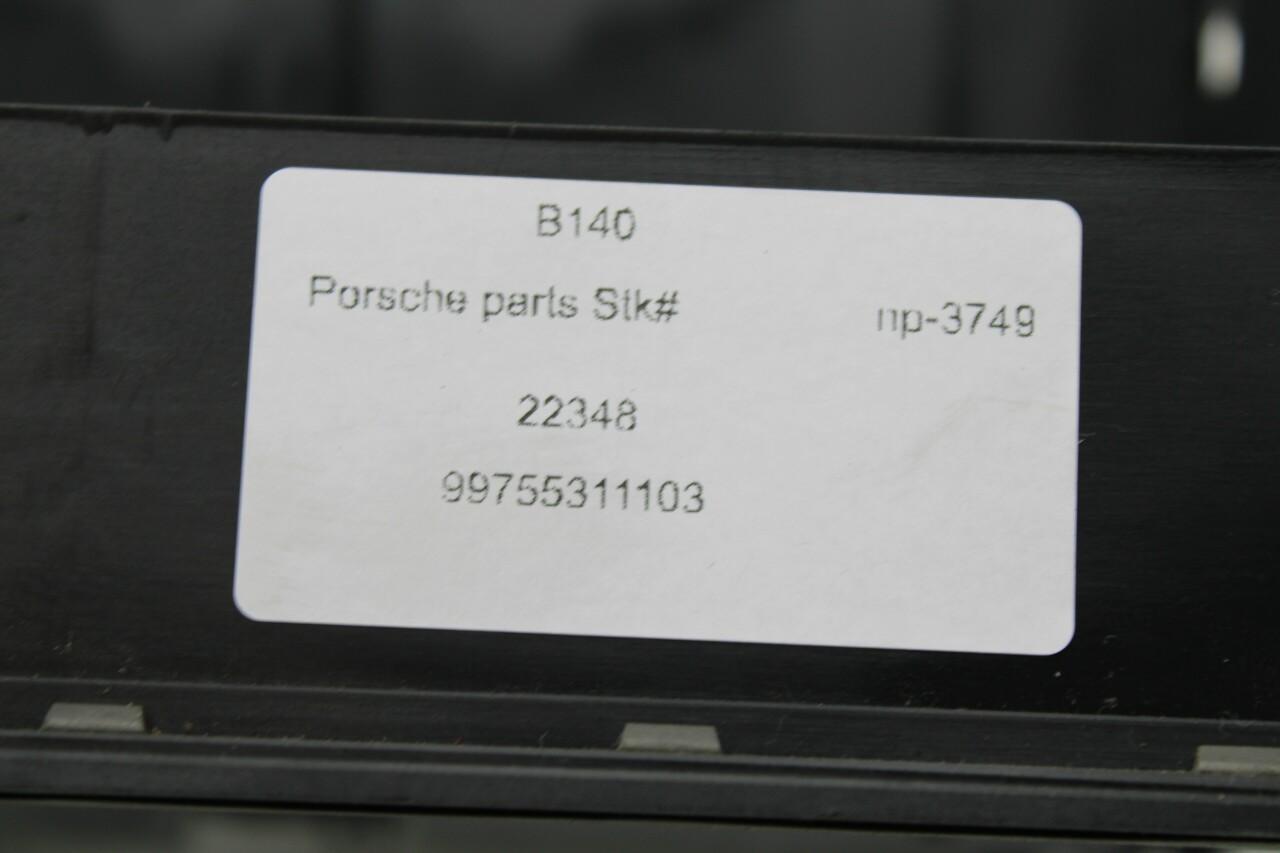 B140
Porsche parts Stk# np-3749
22348
99755311103